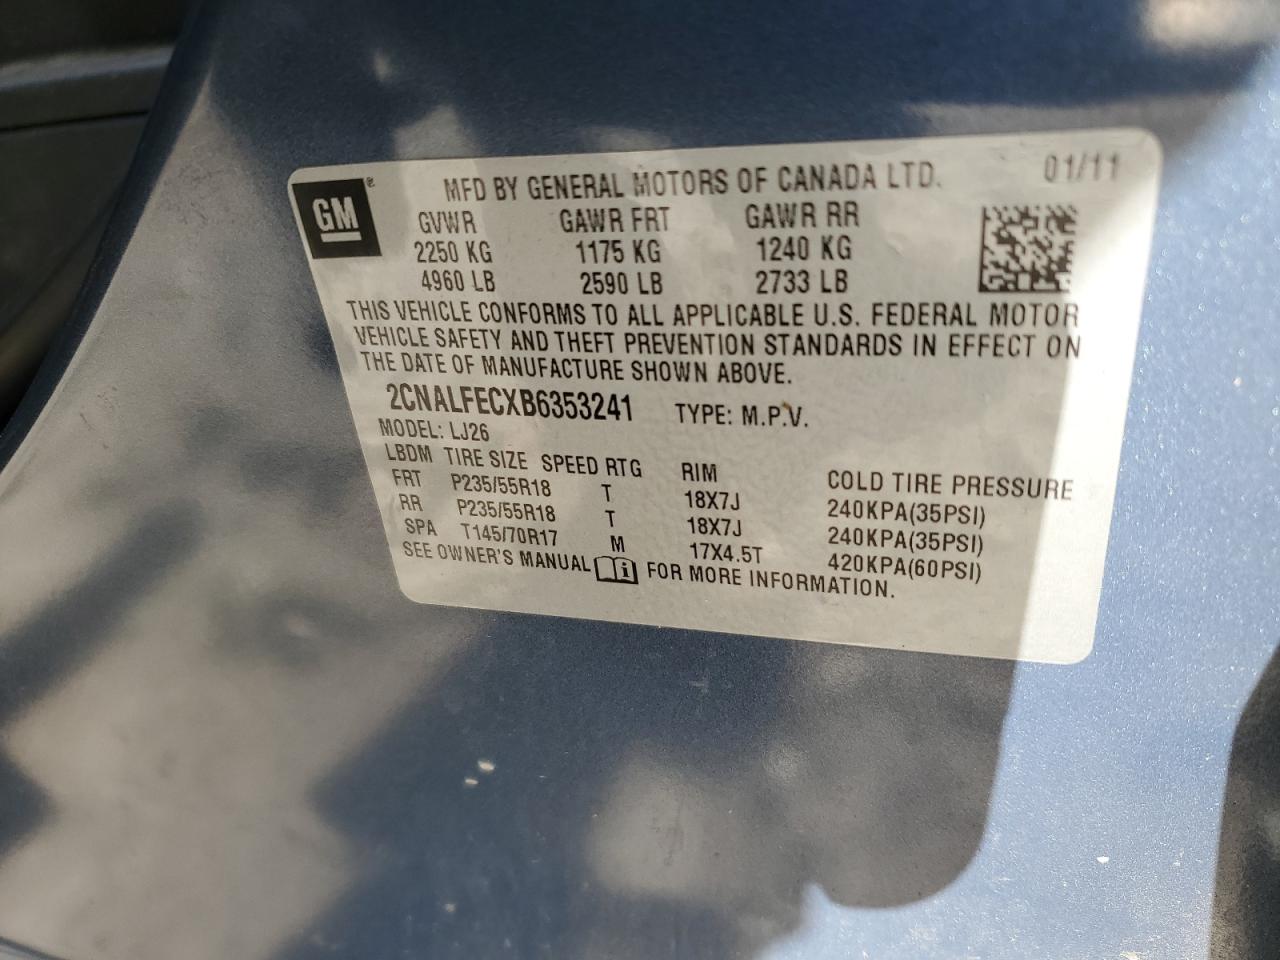 GM ®
MFD BY GENERAL MOTORS OF CANADA LTD. 01/11
GVWR GAWR FRT GAWR RR
2250 KG 1175 KG 1240 KG
4960 LB 2590 LB 2733 LB
THIS VEHICLE CONFORMS TO ALL APPLICABLE U.S. FEDERAL MOTOR
VEHICLE SAFETY AND THEFT PREVENTION STANDARDS IN EFFECT ON
THE DATE OF MANUFACTURE SHOWN ABOVE.
2CNALFECXB6353241 TYPE: M.P.V.
MODEL: LJ26
LBDM TIRE SIZE SPEED RTG RIM COLD TIRE PRESSURE
FRT P235/55R18 T 18X7J 240KPA(35PSI)
RR P235/55R18 T 18X7J 240KPA(35PSI)
SPA T145/70R17 M 17X4.5T 420KPA(60PSI)
SEE OWNER'S MANUAL i FOR MORE INFORMATION.